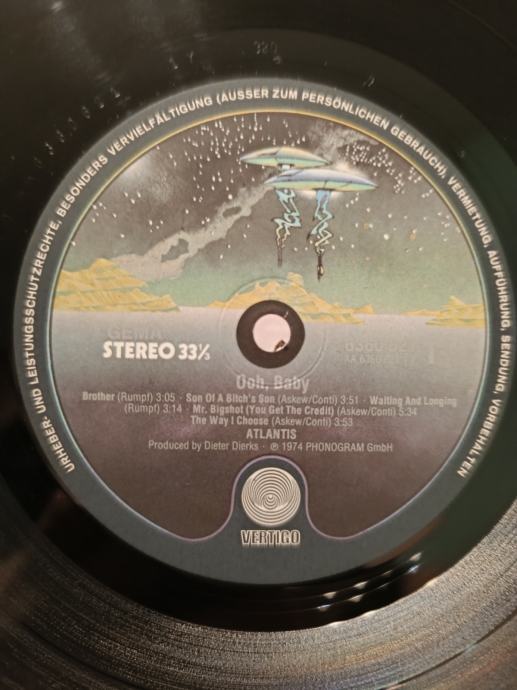 URHEBER- UND LEISTUNGSSCHUTZRECHTE, BESONDERS VERVIELFÄLTIGUNG (AUSSER ZUM PERSÖNLICHEN GEBRAUCH), VERMIETUNG, AUFFÜHRUNG, SENDUNG, VORBEHALTEN
GEMA
STEREO 33⅓
Ooh, Baby
Brother (Rumpf) 3:05 · Son Of A Bitch's Son (Askew/Conti) 3:51 · Waiting And Longing
(Rumpf) 3:14 · Mr. Bigshot (You Get The Credit) (Askew/Conti) 5:34
The Way I Choose (Askew/Conti) 3:53
ATLANTIS
Produced by Dieter Dierks · ℗ 1974 PHONOGRAM GmbH
VERTIGO